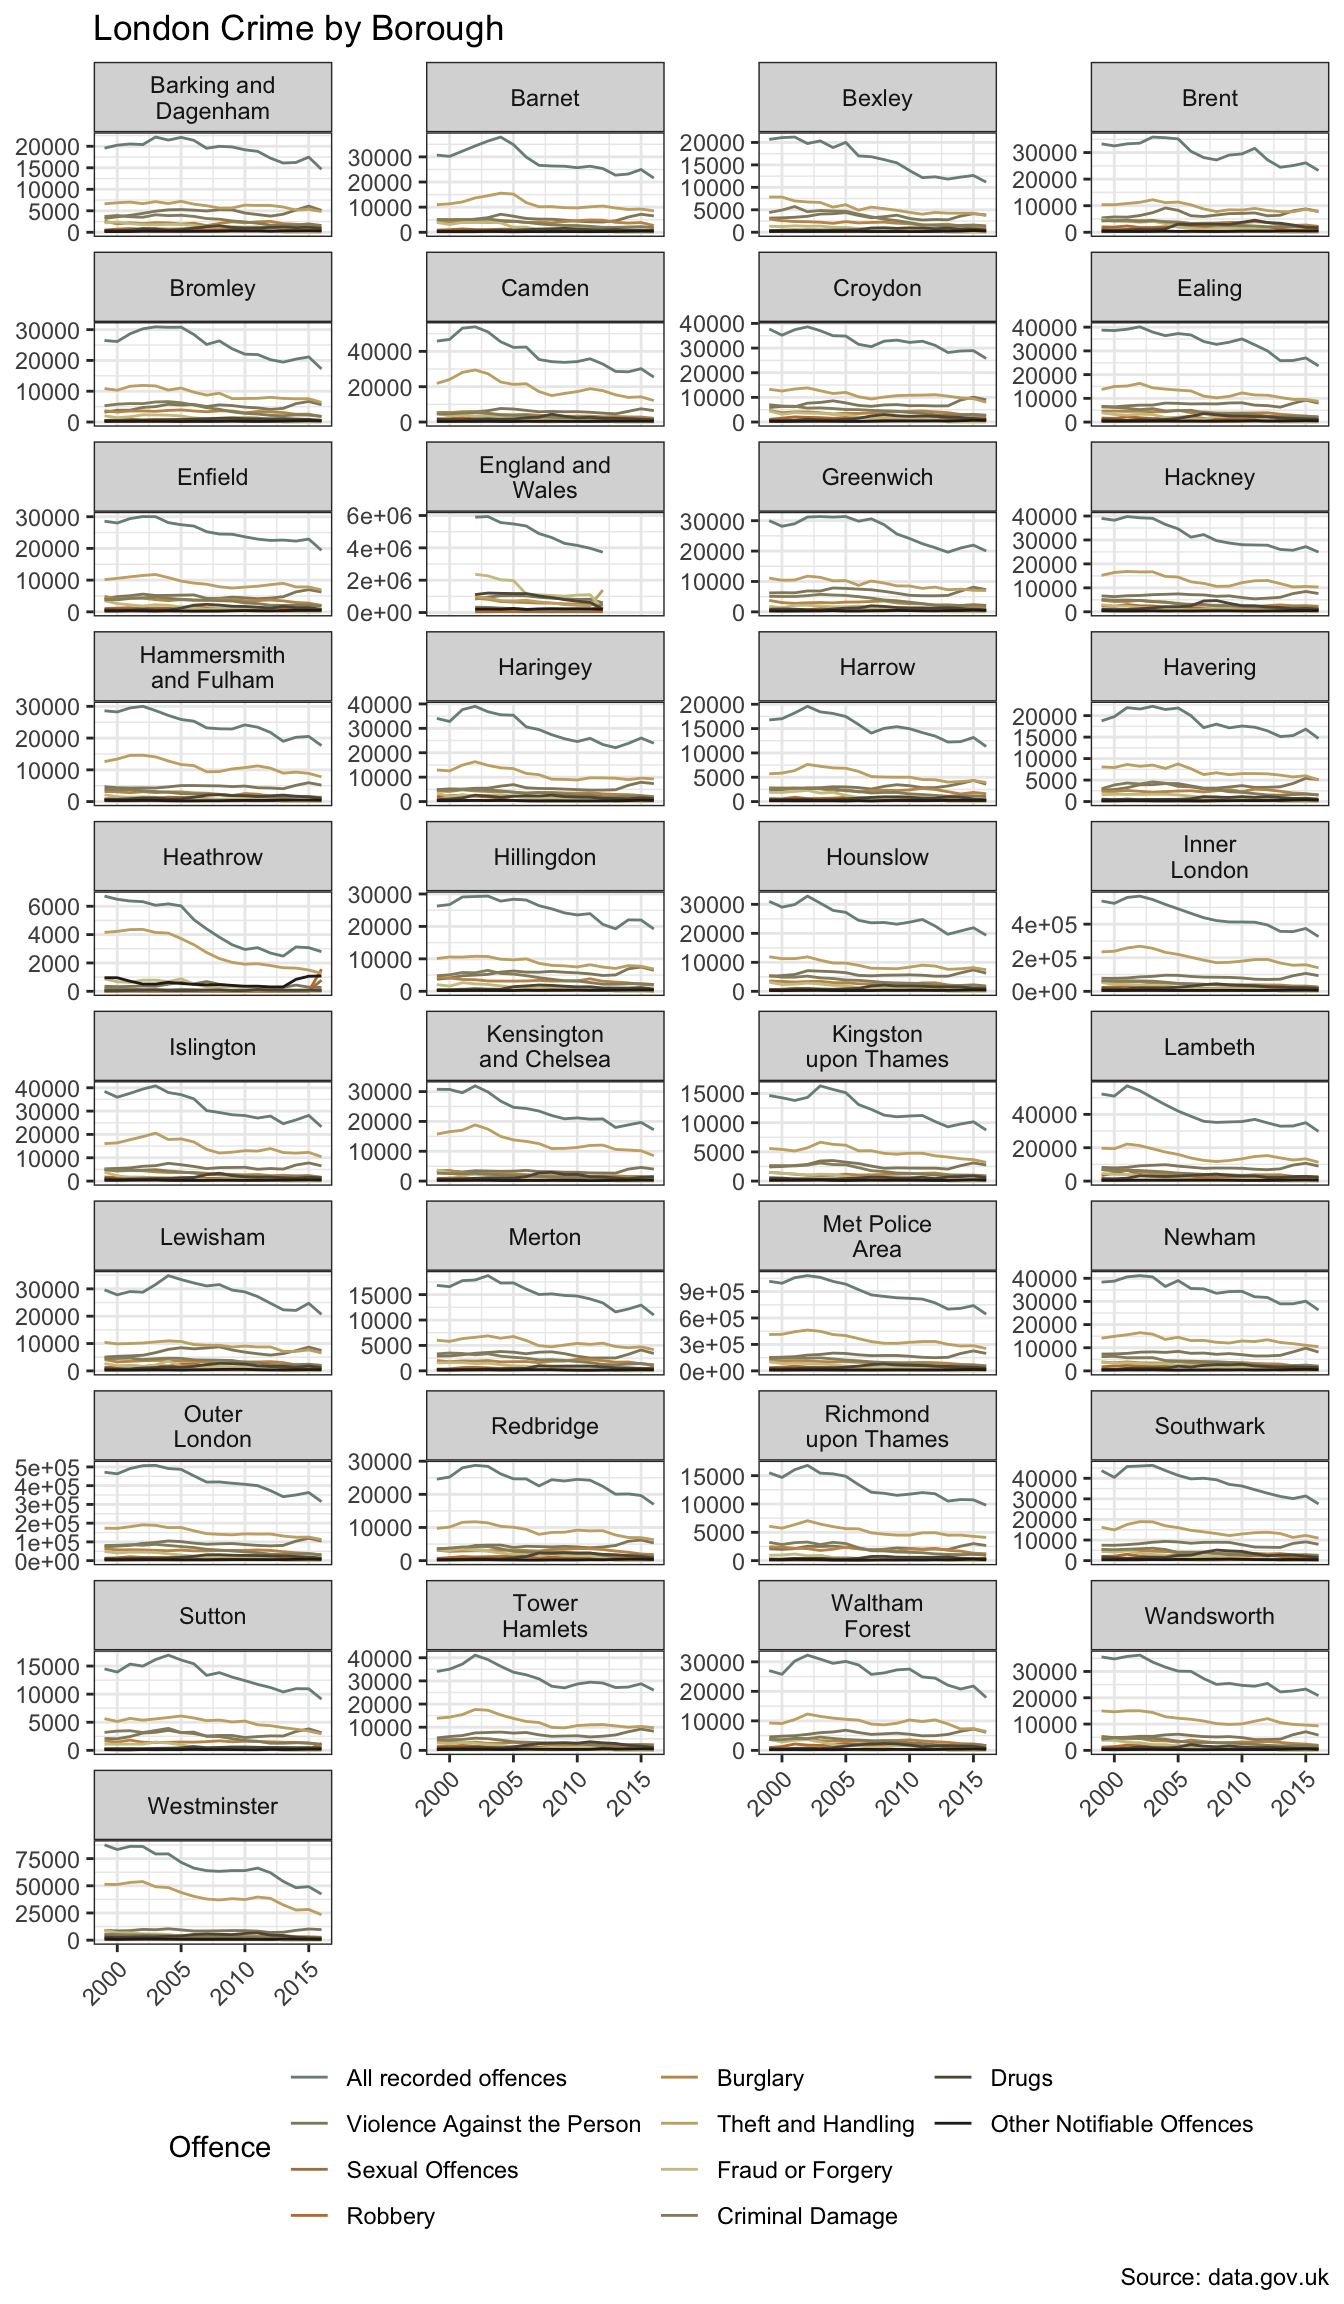 London Crime by Borough
Barking and
Dagenham
Barnet
Bexley
Brent
20000
15000
10000
5000
0
30000
20000
10000
0
20000
15000
10000
5000
0
30000
20000
10000
0
Bromley
Camden
Croydon
Ealing
30000
20000
10000
0
40000
20000
0
40000
30000
20000
10000
0
40000
30000
20000
10000
0
Enfield
England and
Wales
Greenwich
Hackney
30000
20000
10000
0
6e+06
4e+06
2e+06
0e+00
30000
20000
10000
0
40000
30000
20000
10000
0
Hammersmith
and Fulham
Haringey
Harrow
Havering
30000
20000
10000
0
40000
30000
20000
10000
0
20000
15000
10000
5000
0
20000
15000
10000
5000
0
Heathrow
Hillingdon
Hounslow
Inner
London
6000
4000
2000
0
30000
20000
10000
0
30000
20000
10000
0
4e+05
2e+05
0e+00
Islington
Kensington
and Chelsea
Kingston
upon Thames
Lambeth
40000
30000
20000
10000
0
30000
20000
10000
0
15000
10000
5000
0
40000
20000
0
Lewisham
Merton
Met Police
Area
Newham
30000
20000
10000
0
15000
10000
5000
0
9e+05
6e+05
3e+05
0e+00
40000
30000
20000
10000
0
Outer
London
Redbridge
Richmond
upon Thames
Southwark
5e+05
4e+05
3e+05
2e+05
1e+05
0e+00
30000
20000
10000
0
15000
10000
5000
0
40000
30000
20000
10000
0
Sutton
Tower
Hamlets
Waltham
Forest
Wandsworth
15000
10000
5000
0
40000
30000
20000
10000
0
30000
20000
10000
0
30000
20000
10000
0
2000 2005 2010 2015
2000 2005 2010 2015
2000 2005 2010 2015
Westminster
75000
50000
25000
0
2000 2005 2010 2015
Offence
All recorded offences
Violence Against the Person
Sexual Offences
Robbery
Burglary
Theft and Handling
Fraud or Forgery
Criminal Damage
Drugs
Other Notifiable Offences
Source: data.gov.uk